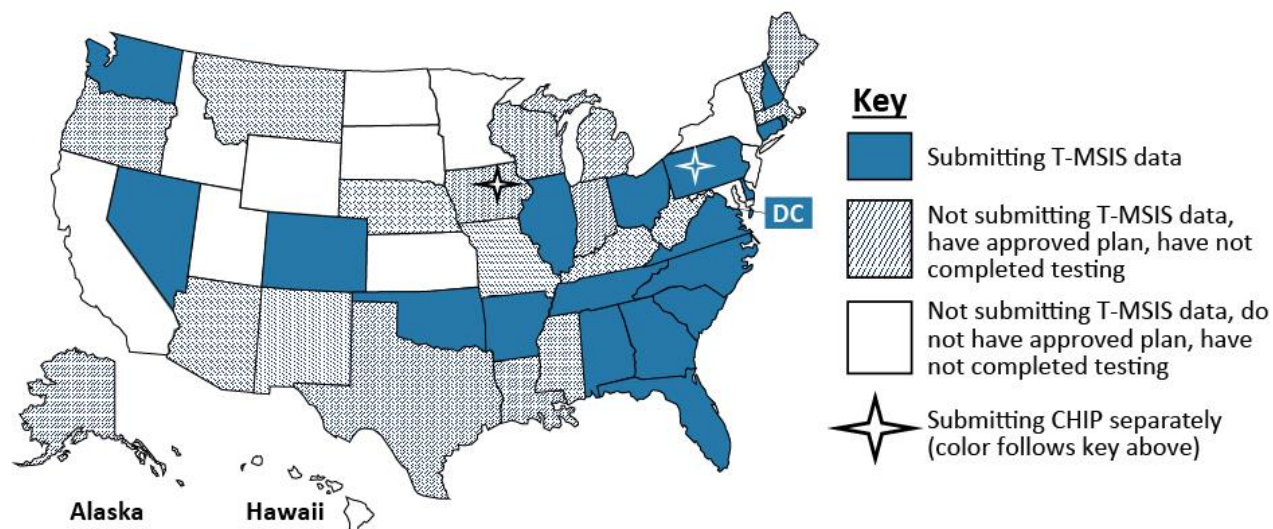 Key
Submitting T-MSIS data
Not submitting T-MSIS data,
have approved plan, have not
completed testing
Not submitting T-MSIS data, do
not have approved plan, have
not completed testing
Submitting CHIP separately
(color follows key above)
DC
Alaska
Hawaii